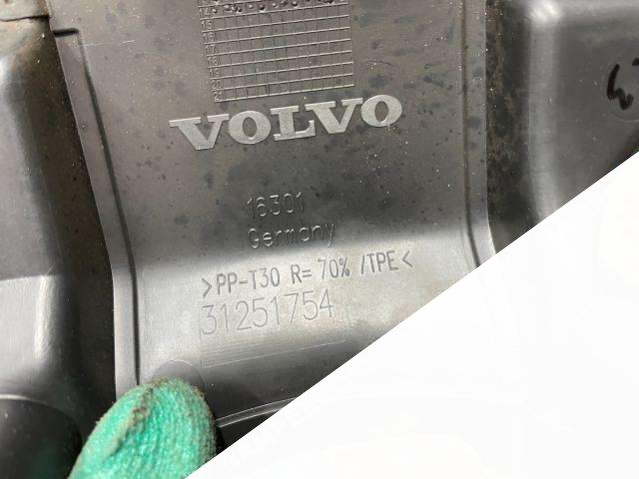 VOLVO
16301
Germany
>PP-T30 R= 70% /TPE<
31251754